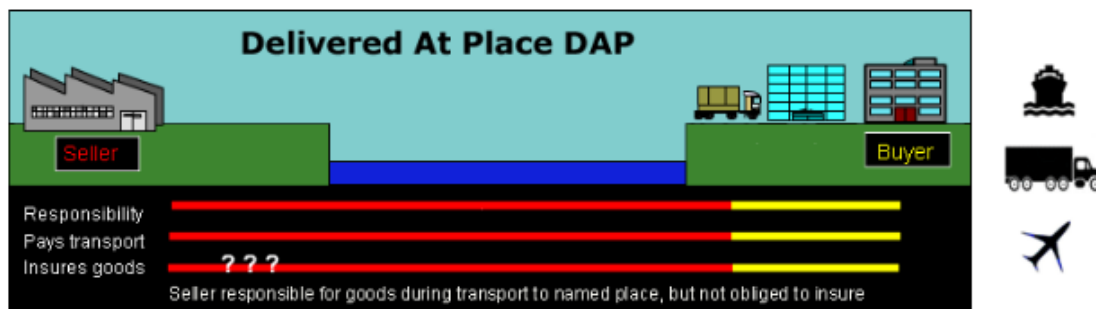 Delivered At Place DAP
Seller
Buyer
Responsibility
Pays transport
Insures goods
? ? ?
Seller responsible for goods during transport to named place, but not obliged to insure